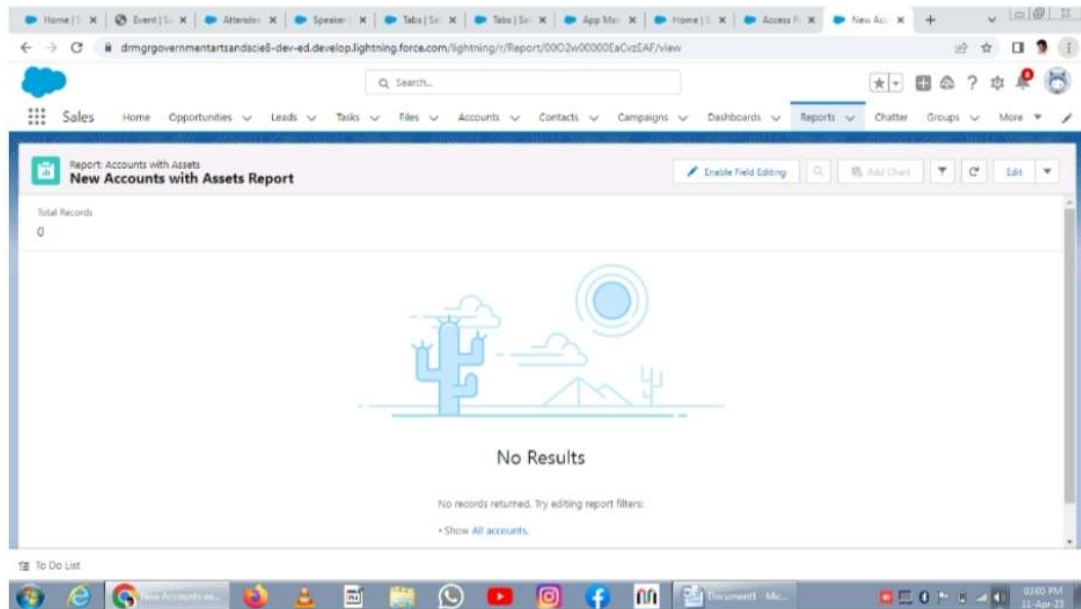 Home | S
Event | S
Attendee
Speaker |
Tabs | Sa
Tabs | Sal
App Ma
Home | S
Access P
New Acc
drmgrgovernmentartsandscie8-dev-ed.develop.lightning.force.com/lightning/r/Report/00O2w00000EaCvzEAF/view
Search...
Sales Home Opportunities Leads Tasks Files Accounts Contacts Campaigns Dashboards Reports Chatter Groups More
Report: Accounts with Assets
New Accounts with Assets Report
Enable Field Editing Add Chart Edit
Total Records
0
No Results
No records returned. Try editing report filters:
• Show All accounts.
To Do List
New Accounts wi... Document1 - Mic... 03:05 PM
11-Apr-23